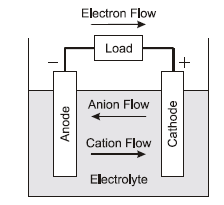 Electron Flow
Load
− +
Anion Flow
Anode
Cathode
Cation Flow
Electrolyte